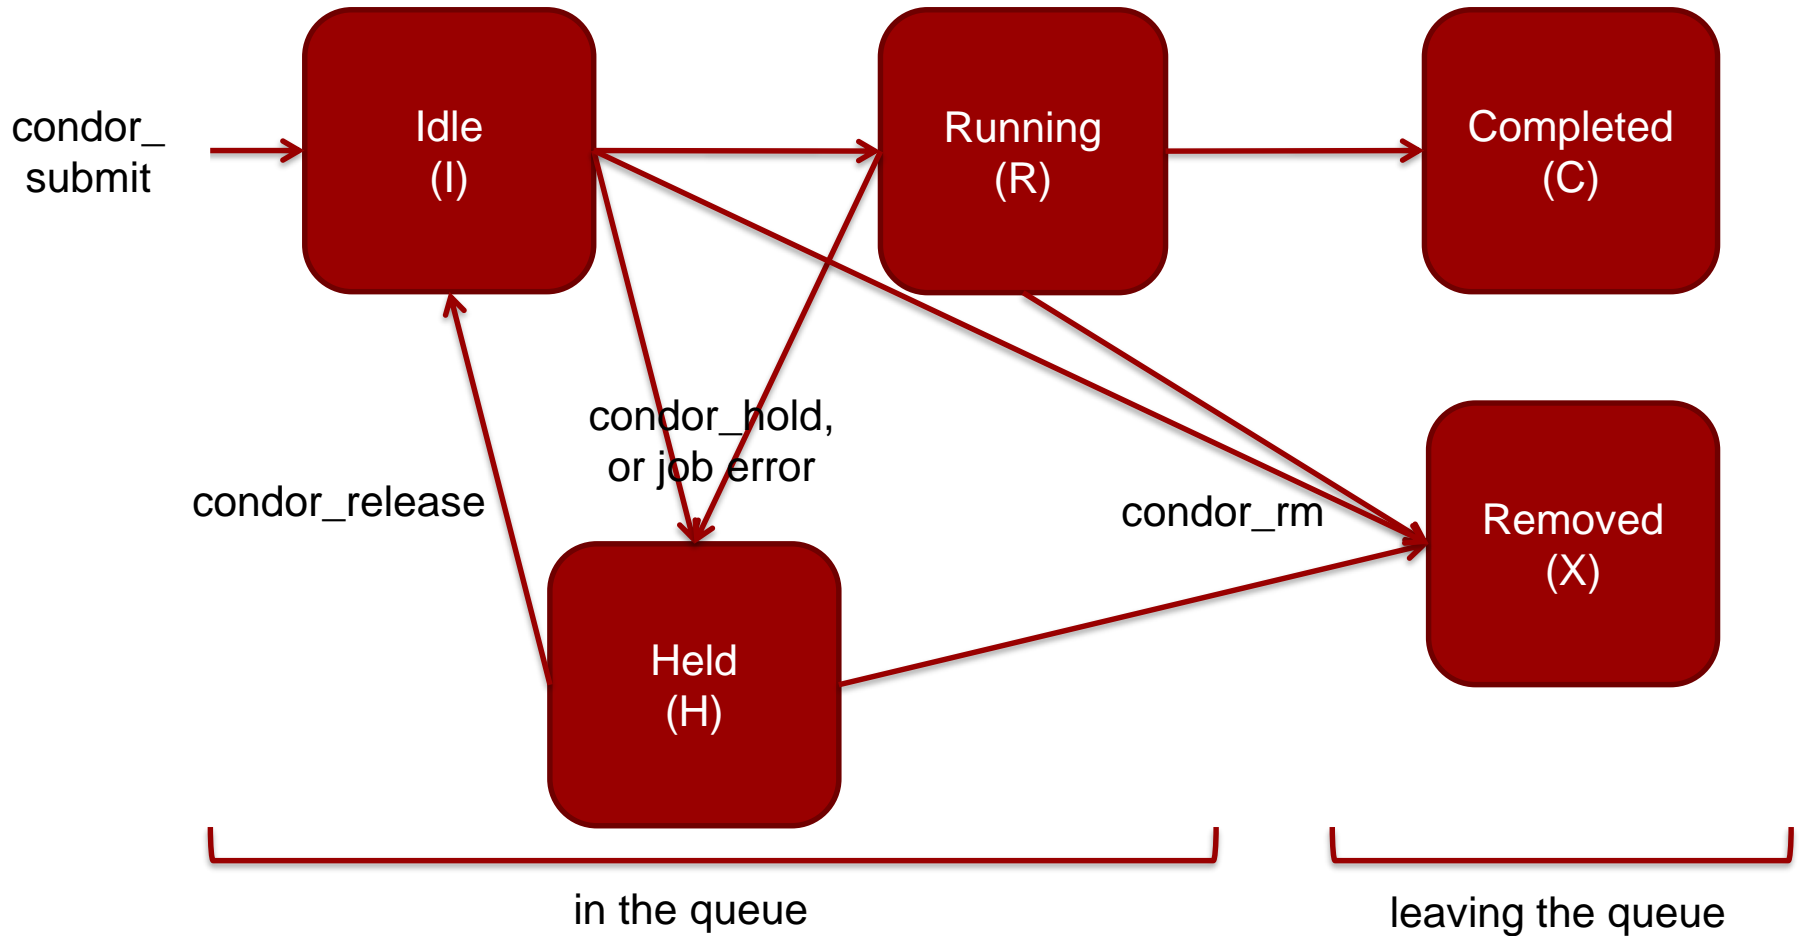 condor_
submit
Idle
(I)
Running
(R)
Completed
(C)
condor_hold,
or job error
condor_release
condor_rm
Removed
(X)
Held
(H)
in the queue
leaving the queue